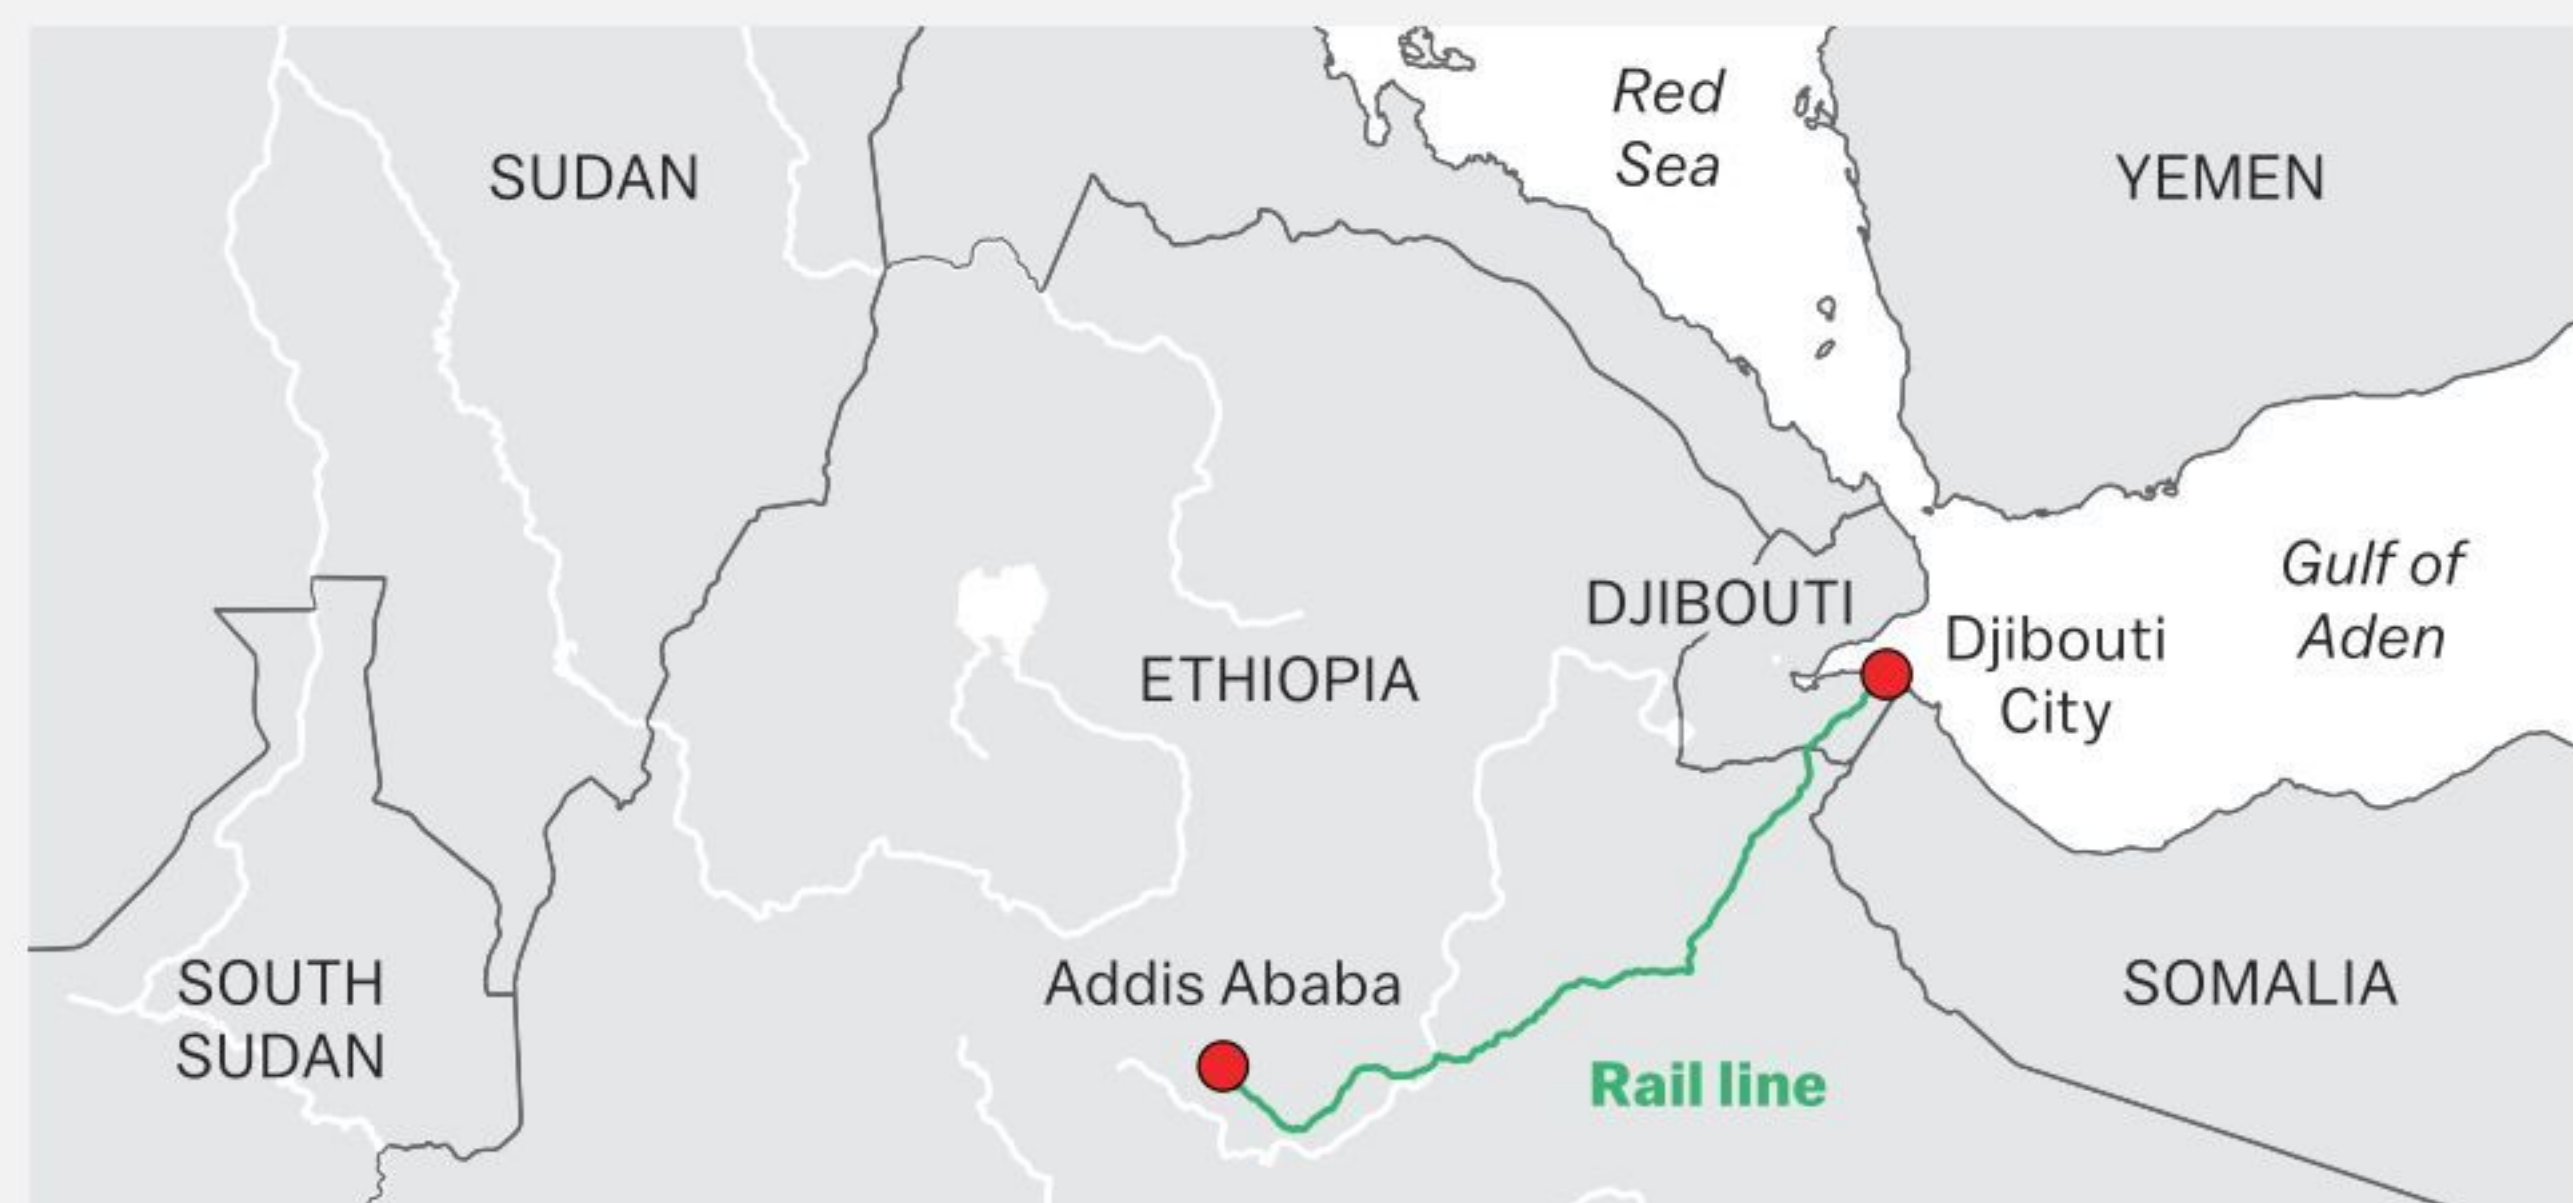 Red
Sea
SUDAN
YEMEN
Gulf of
Aden
DJIBOUTI
Djibouti
City
ETHIOPIA
Addis Ababa
SOUTH
SUDAN
SOMALIA
Rail line